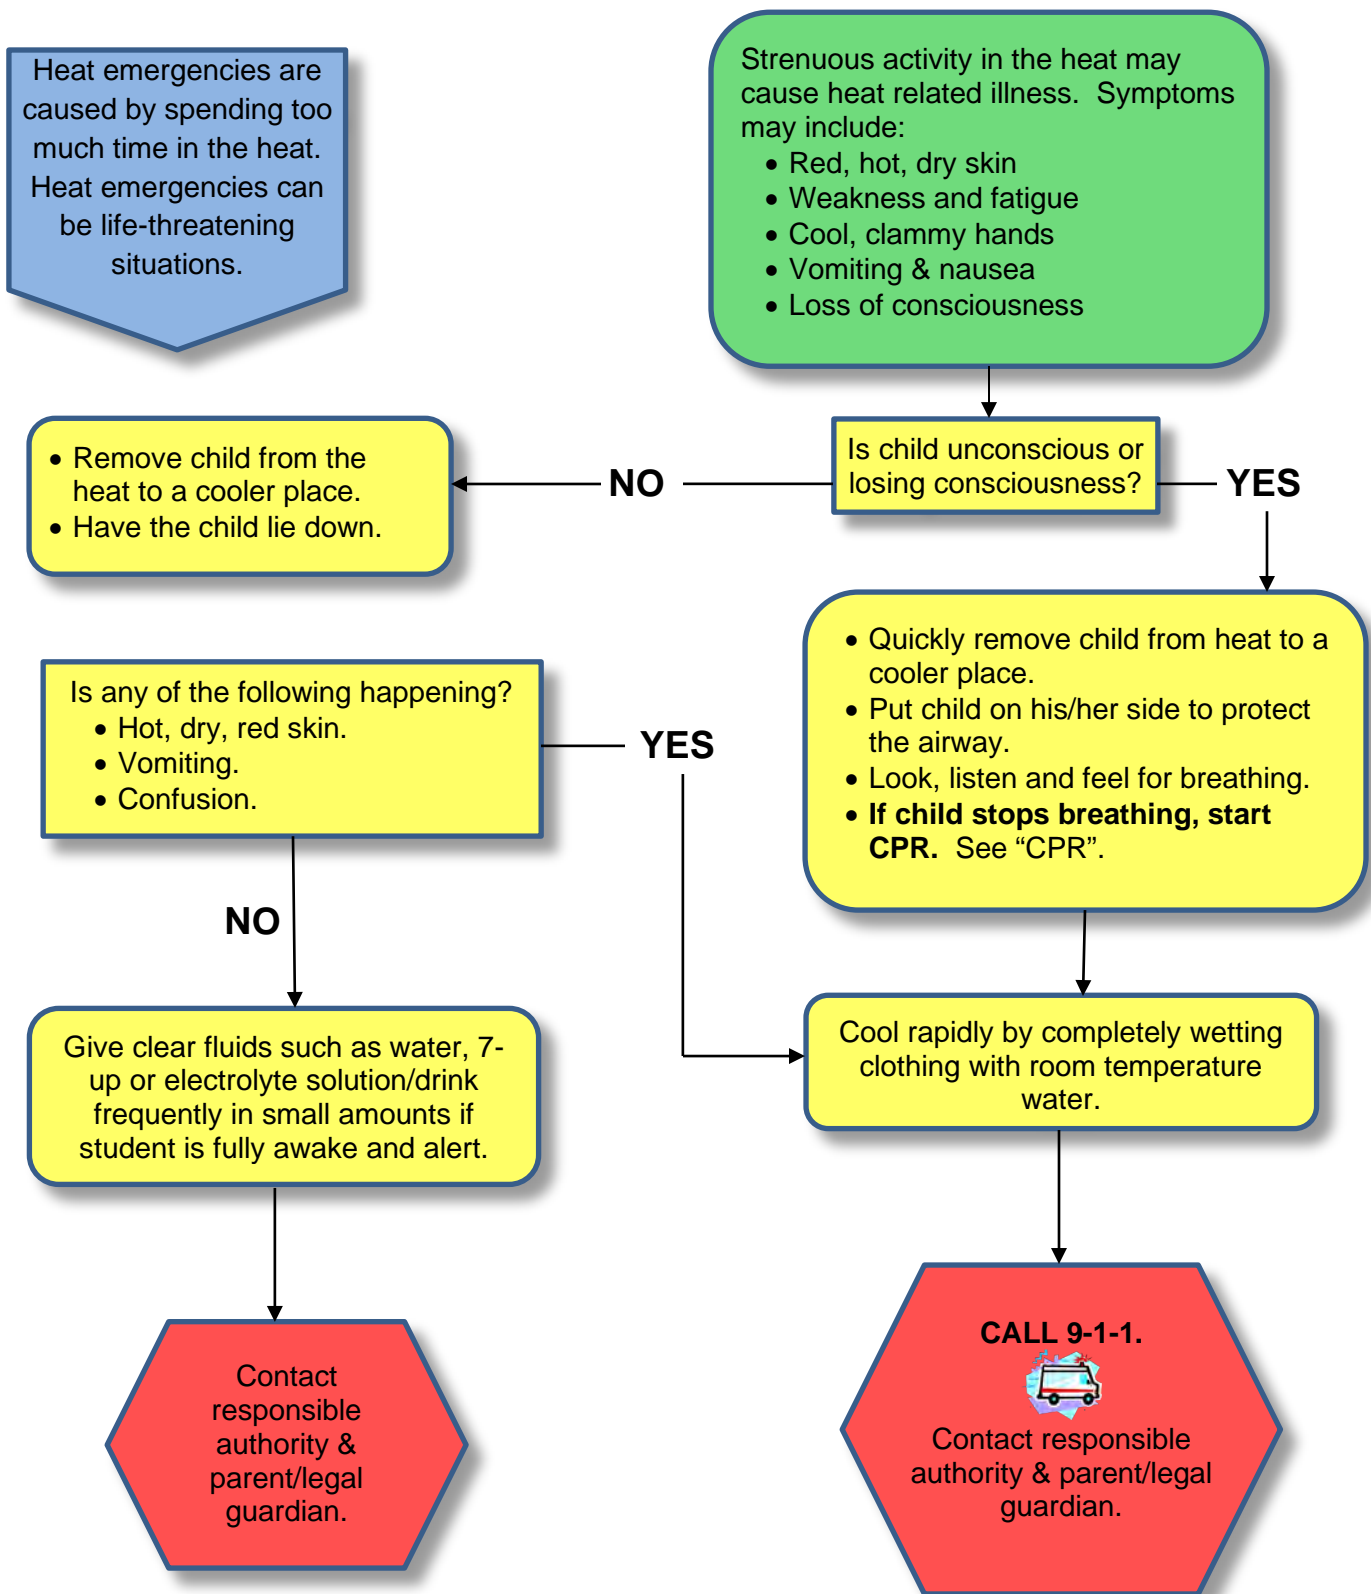 Heat emergencies are
caused by spending too
much time in the heat.
Heat emergencies can
be life-threatening
situations.
Strenuous activity in the heat may
cause heat related illness.  Symptoms
may include:
• Red, hot, dry skin
• Weakness and fatigue
• Cool, clammy hands
• Vomiting & nausea
• Loss of consciousness
Is child unconscious or
losing consciousness?
NO
YES
• Remove child from the
heat to a cooler place.
• Have the child lie down.
• Quickly remove child from heat to a
cooler place.
• Put child on his/her side to protect
the airway.
• Look, listen and feel for breathing.
• If child stops breathing, start
CPR.  See “CPR”.
Is any of the following happening?
• Hot, dry, red skin.
• Vomiting.
• Confusion.
YES
NO
Give clear fluids such as water, 7-
up or electrolyte solution/drink
frequently in small amounts if
student is fully awake and alert.
Cool rapidly by completely wetting
clothing with room temperature
water.
Contact
responsible
authority &
parent/legal
guardian.
CALL 9-1-1.
Contact responsible
authority & parent/legal
guardian.